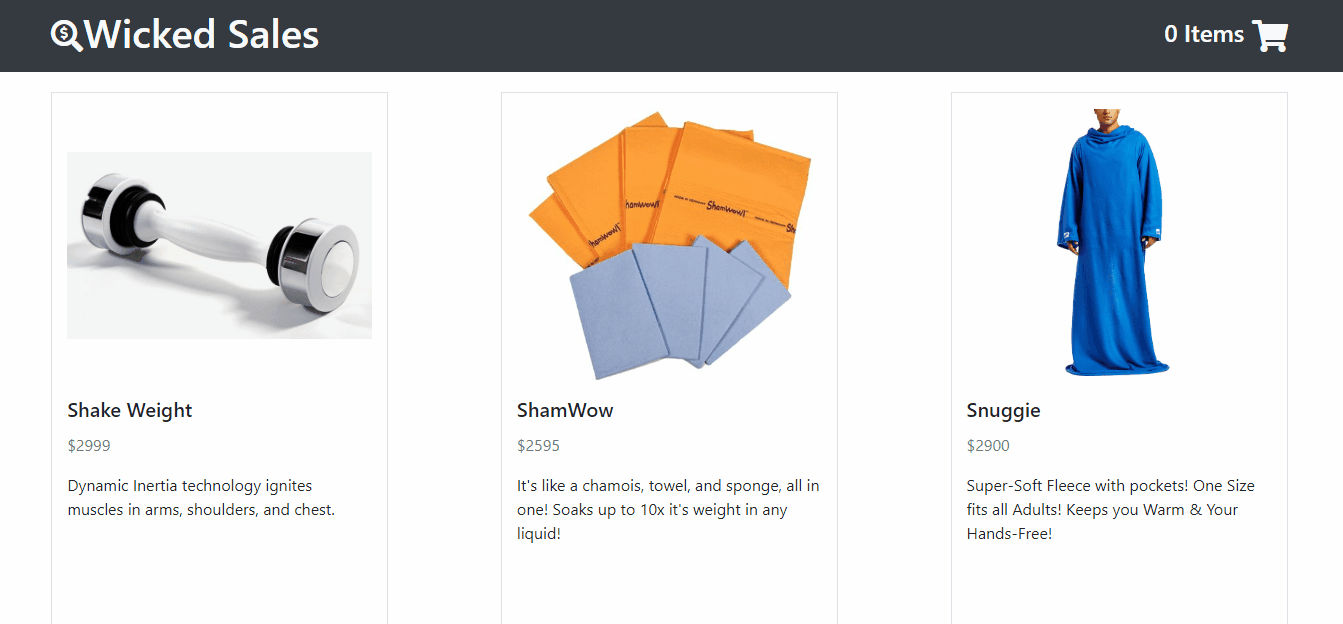 Wicked Sales
0 Items
ShamWow!
ShamWow!
Shake Weight
$2999
Dynamic Inertia technology ignites
muscles in arms, shoulders, and chest.
ShamWow
$2595
It's like a chamois, towel, and sponge, all in
one! Soaks up to 10x it's weight in any
liquid!
Snuggie
$2900
Super-Soft Fleece with pockets! One Size
fits all Adults! Keeps you Warm & Your
Hands-Free!